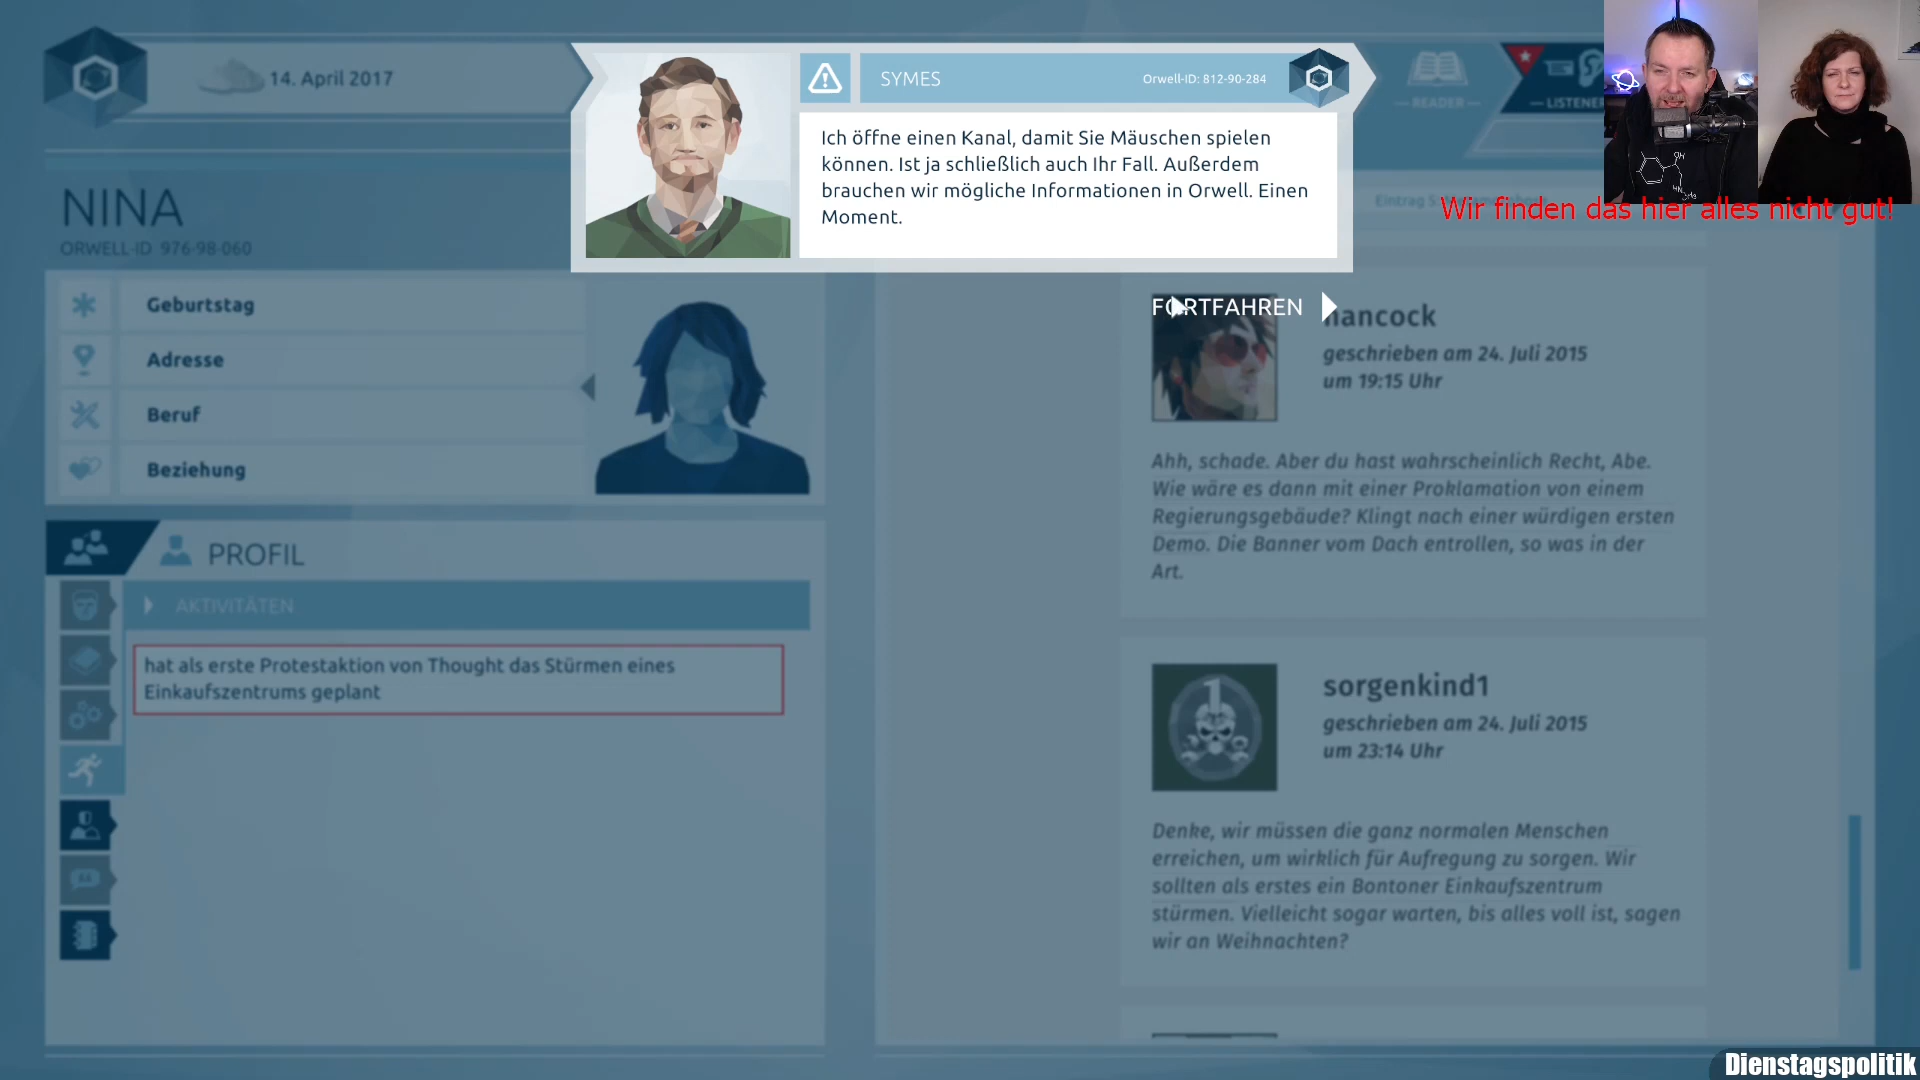 14. April 2017
SYMES
Orwell-ID: 812-90-284
Ich öffne einen Kanal, damit Sie Mäuschen spielen
können. Ist ja schließlich auch Ihr Fall. Außerdem
brauchen wir mögliche Informationen in Orwell. Einen
Moment.
FORTFAHREN
READER
LISTENER
Wir finden das hier alles nicht gut!
NINA
ORWELL-ID 976-98-060
Geburtstag
Adresse
Beruf
Beziehung
PROFIL
AKTIVITÄTEN
hat als erste Protestaktion von Thought das Stürmen eines
Einkaufszentrums geplant
hancock
geschrieben am 24. Juli 2015
um 19:15 Uhr
Ahh, schade. Aber du hast wahrscheinlich Recht, Abe.
Wie wäre es dann mit einer Proklamation von einem
Regierungsgebäude? Klingt nach einer würdigen ersten
Demo. Die Banner vom Dach entrollen, so was in der
Art.
sorgenkind1
geschrieben am 24. Juli 2015
um 23:14 Uhr
Denke, wir müssen die ganz normalen Menschen
erreichen, um wirklich für Aufregung zu sorgen. Wir
sollten als erstes ein Bontoner Einkaufszentrum
stürmen. Vielleicht sogar warten, bis alles voll ist, sagen
wir an Weihnachten?
Dienstagspolitik